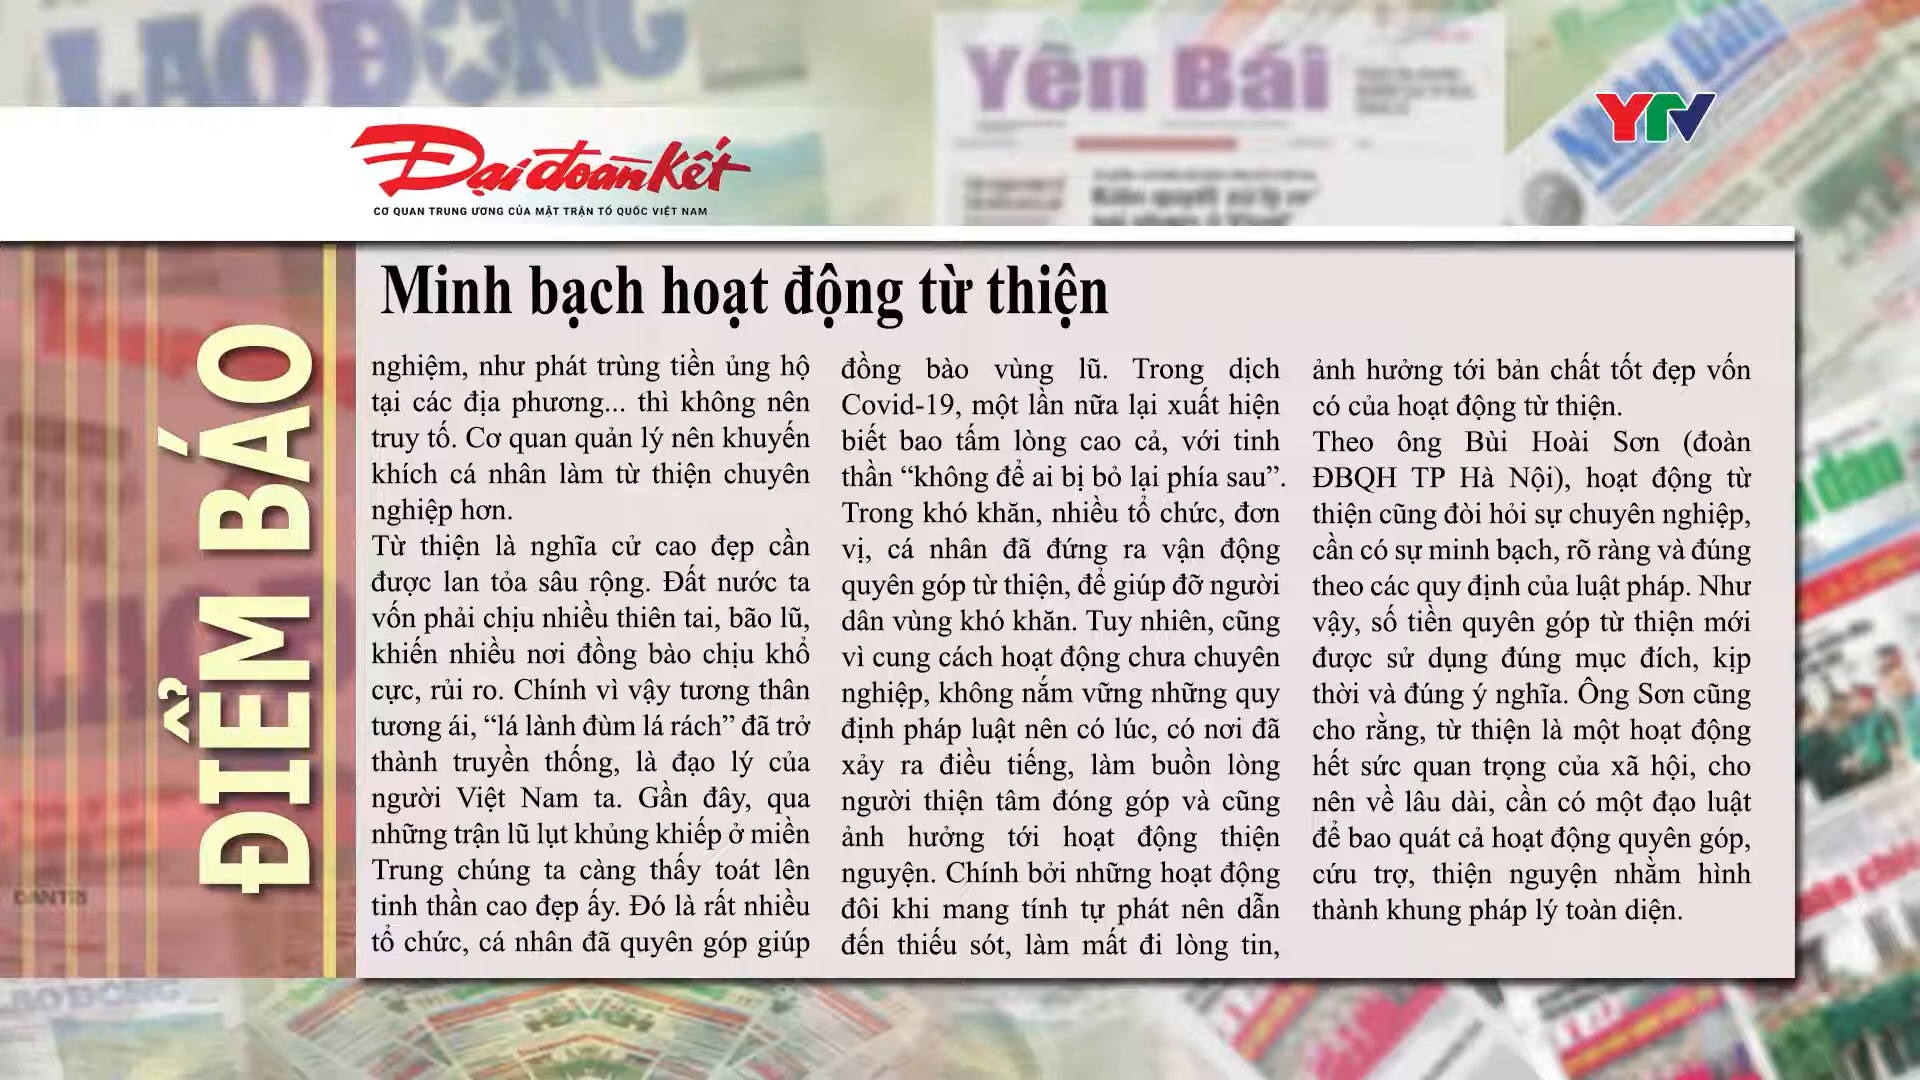 LAO ĐỘNG
Yên Bái
Nhân Dân
YTV
Đại đoàn kết
CƠ QUAN TRUNG ƯƠNG CỦA MẶT TRẬN TỔ QUỐC VIỆT NAM
ĐIỂM BÁO
Minh bạch hoạt động từ thiện
nghiệm, như phát trùng tiền ủng hộ
tại các địa phương... thì không nên
truy tố. Cơ quan quản lý nên khuyến
khích cá nhân làm từ thiện chuyên
nghiệp hơn.
Từ thiện là nghĩa cử cao đẹp cần
được lan tỏa sâu rộng. Đất nước ta
vốn phải chịu nhiều thiên tai, bão lũ,
khiến nhiều nơi đồng bào chịu khổ
cực, rủi ro. Chính vì vậy tương thân
tương ái, “lá lành đùm lá rách” đã trở
thành truyền thống, là đạo lý của
người Việt Nam ta. Gần đây, qua
những trận lũ lụt khủng khiếp ở miền
Trung chúng ta càng thấy toát lên
tinh thần cao đẹp ấy. Đó là rất nhiều
tổ chức, cá nhân đã quyên góp giúp
đồng bào vùng lũ. Trong dịch
Covid-19, một lần nữa lại xuất hiện
biết bao tấm lòng cao cả, với tinh
thần “không để ai bị bỏ lại phía sau”.
Trong khó khăn, nhiều tổ chức, đơn
vị, cá nhân đã đứng ra vận động
quyên góp từ thiện, để giúp đỡ người
dân vùng khó khăn. Tuy nhiên, cũng
vì cung cách hoạt động chưa chuyên
nghiệp, không nắm vững những quy
định pháp luật nên có lúc, có nơi đã
xảy ra điều tiếng, làm buồn lòng
người thiện tâm đóng góp và cũng
ảnh hưởng tới hoạt động thiện
nguyện. Chính bởi những hoạt động
đôi khi mang tính tự phát nên dẫn
đến thiếu sót, làm mất đi lòng tin,
ảnh hưởng tới bản chất tốt đẹp vốn
có của hoạt động từ thiện.
Theo ông Bùi Hoài Sơn (đoàn
ĐBQH TP Hà Nội), hoạt động từ
thiện cũng đòi hỏi sự chuyên nghiệp,
cần có sự minh bạch, rõ ràng và đúng
theo các quy định của luật pháp. Như
vậy, số tiền quyên góp từ thiện mới
được sử dụng đúng mục đích, kịp
thời và đúng ý nghĩa. Ông Sơn cũng
cho rằng, từ thiện là một hoạt động
hết sức quan trọng của xã hội, cho
nên về lâu dài, cần có một đạo luật
để bao quát cả hoạt động quyên góp,
cứu trợ, thiện nguyện nhằm hình
thành khung pháp lý toàn diện.